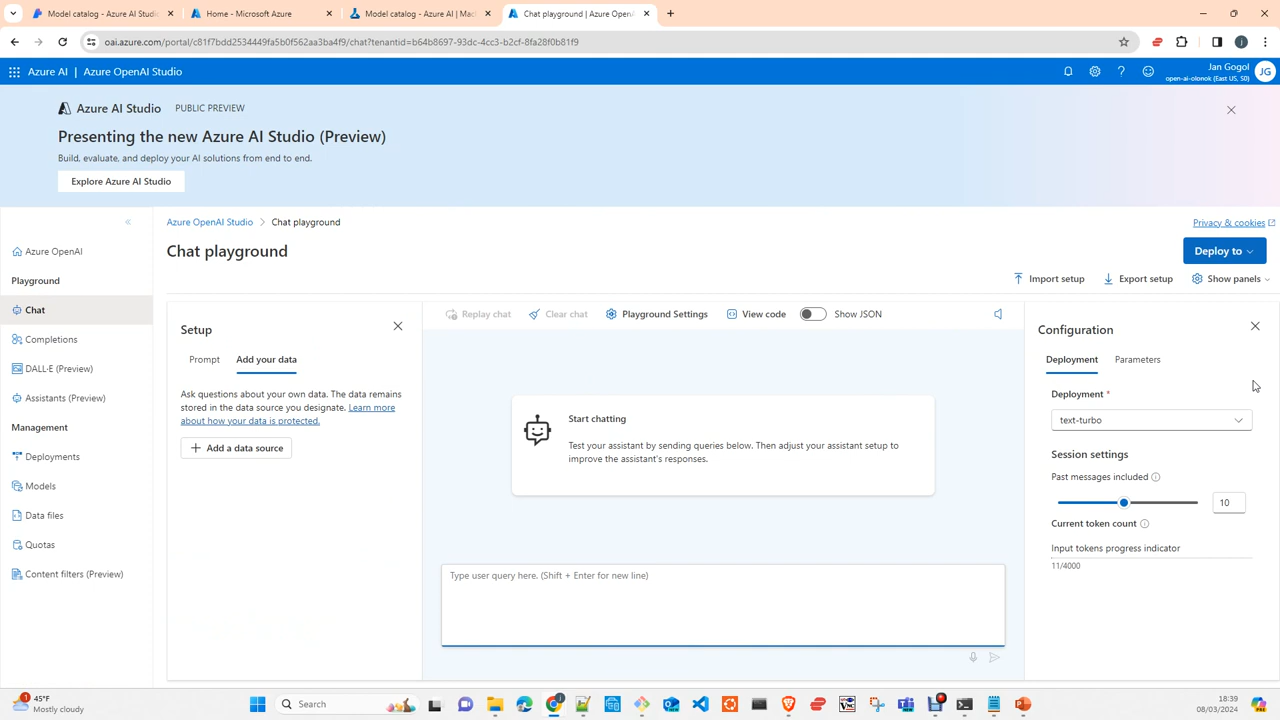 Model catalog - Azure AI Studio
Home - Microsoft Azure
Model catalog - Azure AI | Mac
Chat playground | Azure OpenA
oai.azure.com/portal/c81f7bdd2534449fa5b0f562aa3ba4f9/chat?tenantid=b64b8697-93dc-4cc3-b2cf-8fa28f0b81f9
Azure AI | Azure OpenAI Studio
Jan Gogol
open-ai-olonok (East US, S0)
JG
Azure AI Studio PUBLIC PREVIEW
Presenting the new Azure AI Studio (Preview)
Build, evaluate, and deploy your AI solutions from end to end.
Explore Azure AI Studio
Azure OpenAI
Playground
Chat
Completions
DALL·E (Preview)
Assistants (Preview)
Management
Deployments
Models
Data files
Quotas
Content filters (Preview)
Azure OpenAI Studio > Chat playground
Privacy & cookies
Chat playground
Deploy to
Import setup
Export setup
Show panels
Setup
Prompt
Add your data
Ask questions about your own data. The data remains
stored in the data source you designate. Learn more
about how your data is protected.
Add a data source
Replay chat
Clear chat
Playground Settings
View code
Show JSON
Start chatting
Test your assistant by sending queries below. Then adjust your assistant setup to
improve the assistant's responses.
Type user query here. (Shift + Enter for new line)
Configuration
Deployment
Parameters
Deployment *
text-turbo
Session settings
Past messages included
10
Current token count
Input tokens progress indicator
11/4000
1
45°F
Mostly cloudy
Search
18:39
08/03/2024